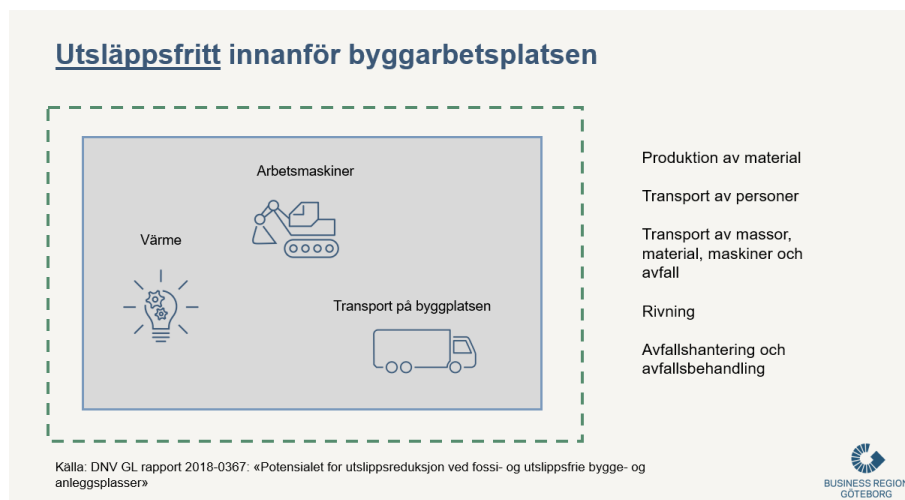 Utsläppsfritt innanför byggarbetsplatsen
Arbetsmaskiner
Värme
Transport på byggplatsen
Produktion av material
Transport av personer
Transport av massor,
material, maskiner och
avfall
Rivning
Avfallshantering och
avfallsbehandling
Källa: DNV GL rapport 2018-0367: «Potensialet for utslippsreduksjon ved fossi- og utslippsfrie bygge- og
anleggsplasser»
BUSINESS REGION
GÖTEBORG